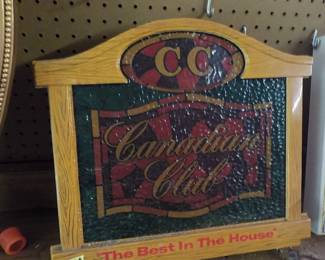 CC
Canadian
Club
"The Best In The House"